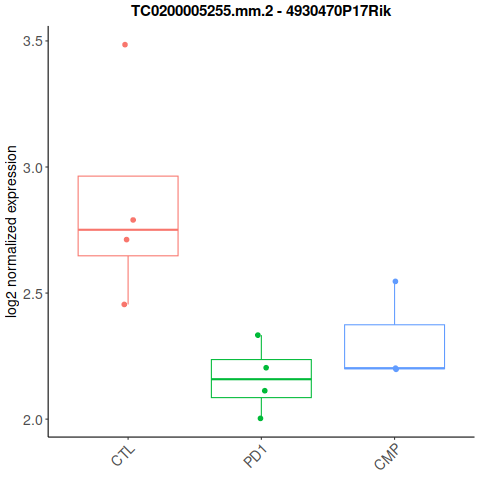 TC0200005255.mm.2 - 4930470P17Rik
log2 normalized expression
3.5
3.0
2.5
2.0
CTL
PD1
CMP